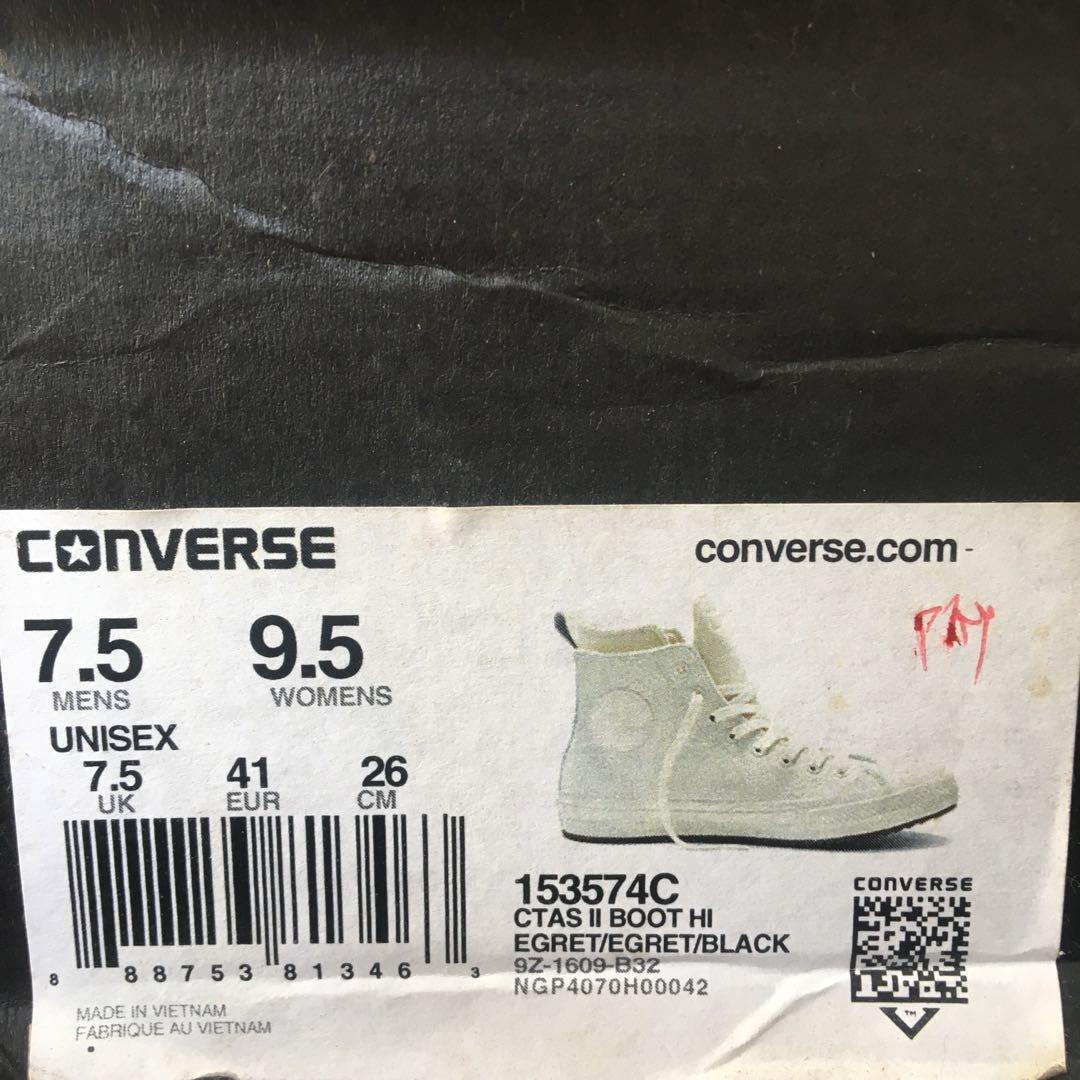 CONVERSE
converse.com
7.5 9.5
MENS WOMENS
UNISEX
7.5 41 26
UK EUR CM
8 88753 81346 3
MADE IN VIETNAM
FABRIQUE AU VIETNAM
153574C
CTAS II BOOT HI
EGRET/EGRET/BLACK
9Z-1609-B32
NGP4070H00042
CONVERSE
TM